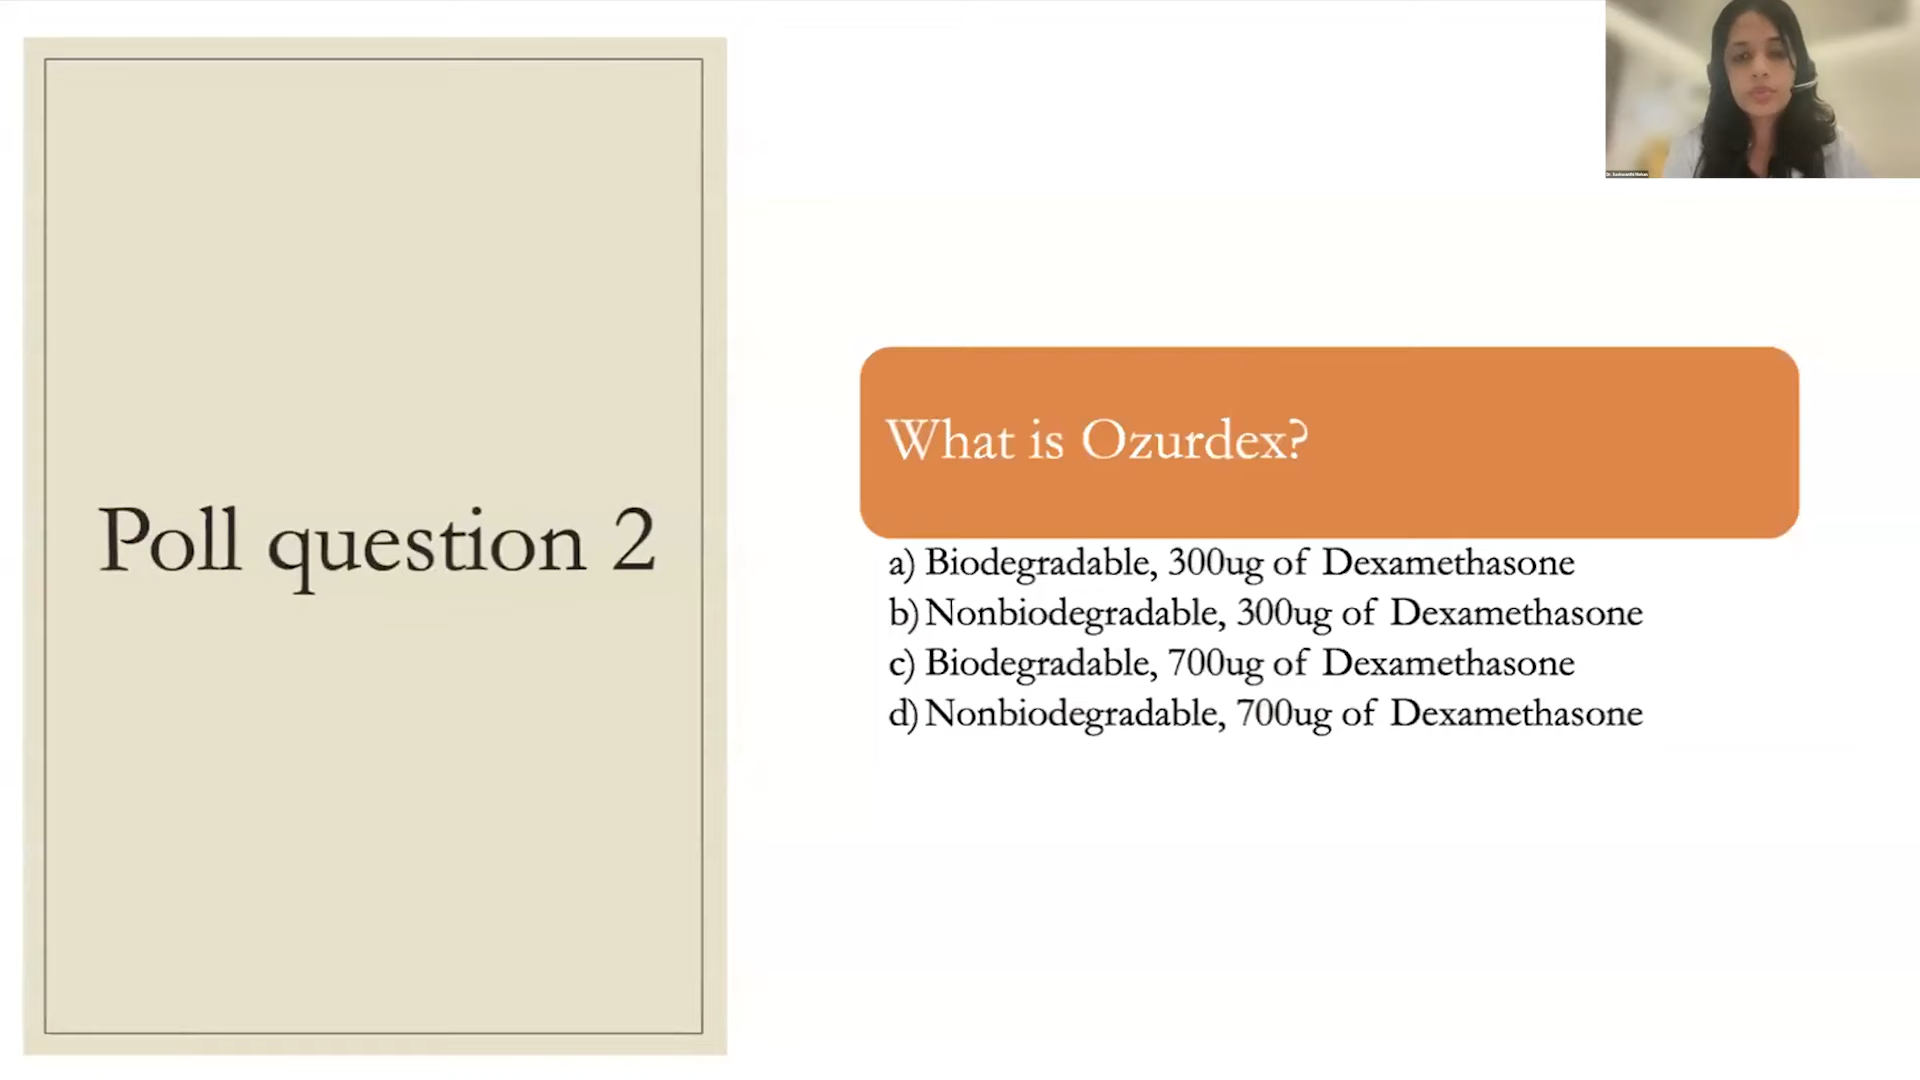 Poll question 2
What is Ozurdex?
a) Biodegradable, 300ug of Dexamethasone
b) Nonbiodegradable, 300ug of Dexamethasone
c) Biodegradable, 700ug of Dexamethasone
d) Nonbiodegradable, 700ug of Dexamethasone